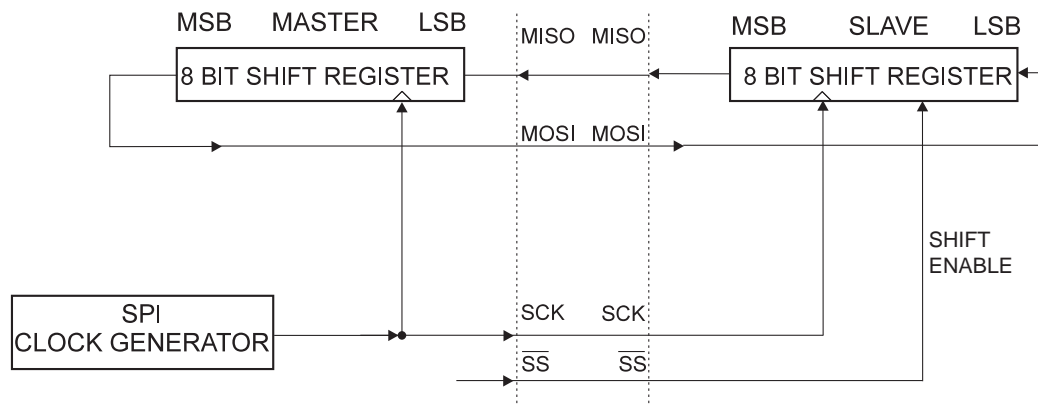 MSB MASTER LSB
MISO MISO
MSB SLAVE LSB
8 BIT SHIFT REGISTER
8 BIT SHIFT REGISTER
MOSI MOSI
SHIFT
ENABLE
SPI
CLOCK GENERATOR
SCK SCK
SS SS